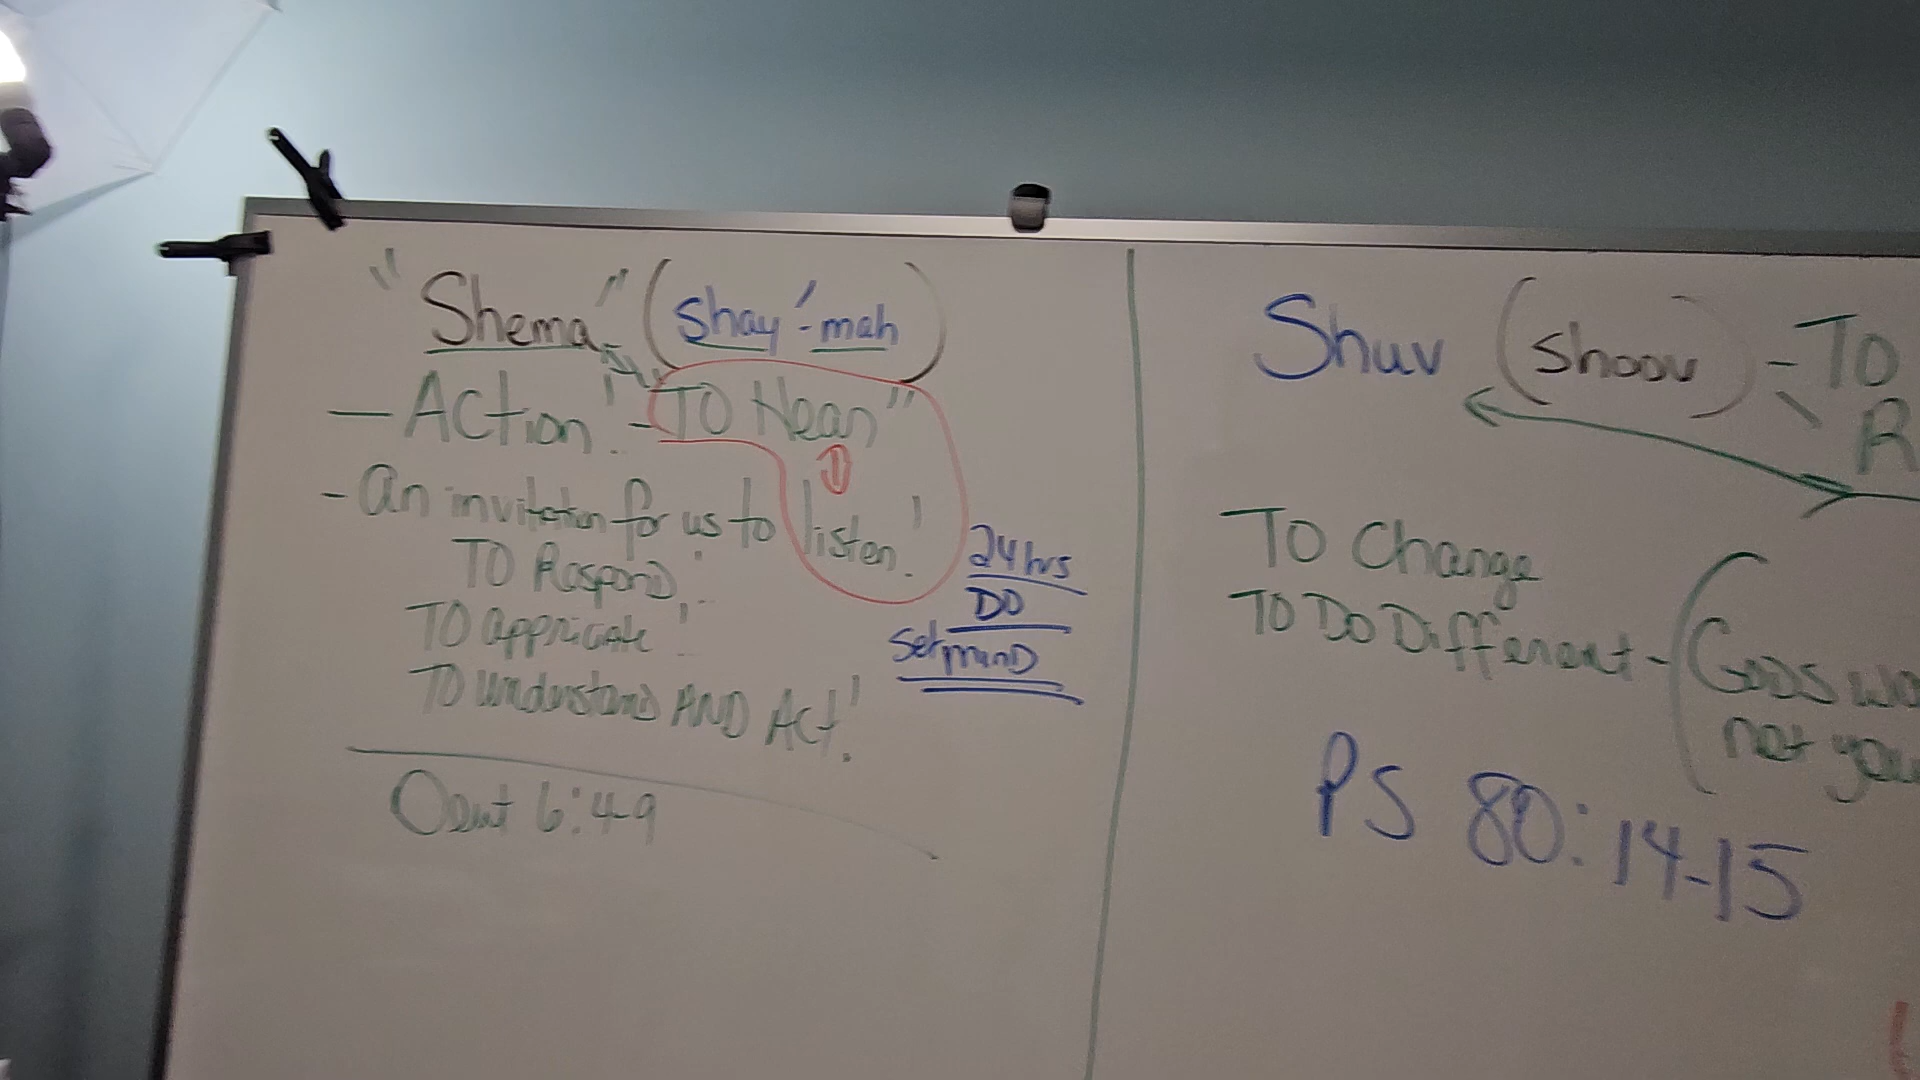 "Shema" (Shay'-mah)
- Action! - "TO Hear"
- An invitation for us to listen!
TO Respond!
TO appriciate!
TO understand AND Act!
24 hrs
DO
Set mind
Deut 6:4-9
Shuv (shoov) - To
R
To Change
To Do Different - (Gods wa
not you
PS 80:14-15